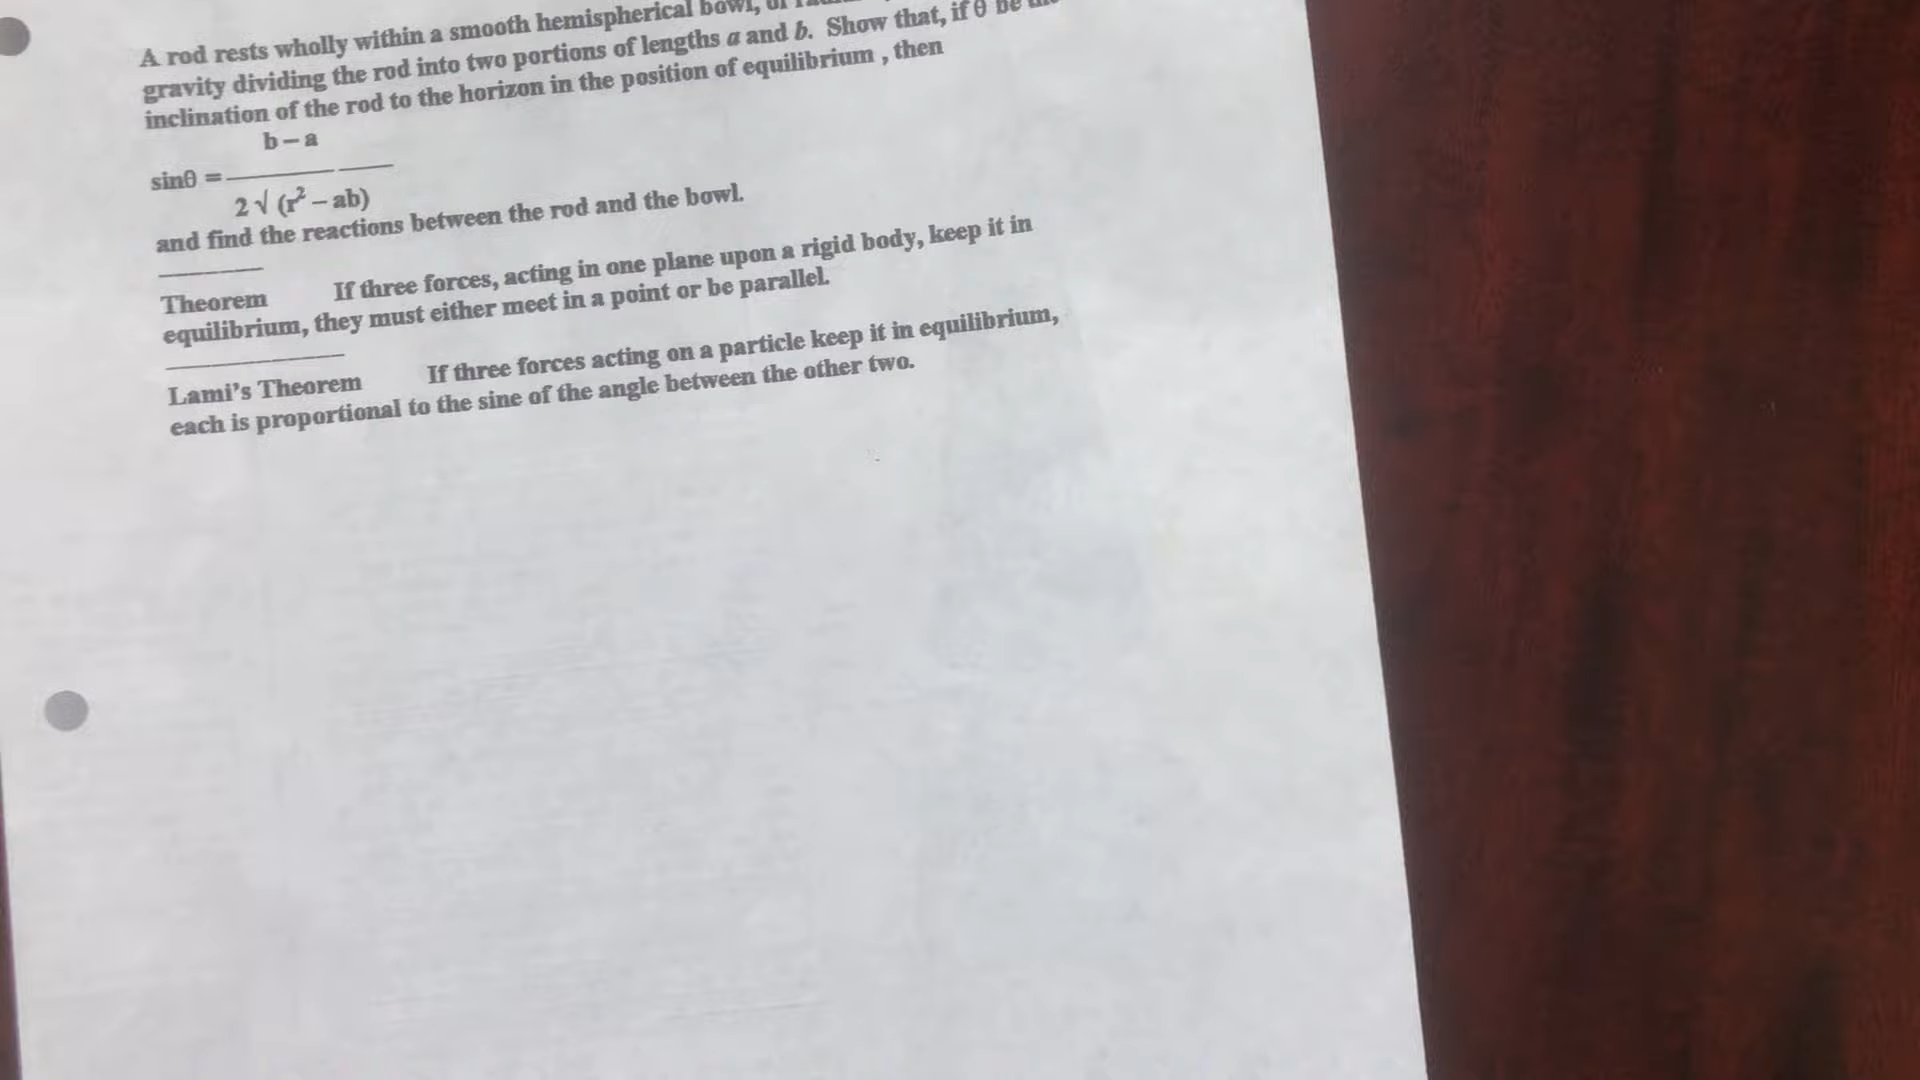 A rod rests wholly within a smooth hemispherical bowl, of
gravity dividing the rod into two portions of lengths a and b. Show that, if θ be
inclination of the rod to the horizon in the position of equilibrium , then
b – a
sinθ =
2 √ (r² – ab)
and find the reactions between the rod and the bowl.
Theorem If three forces, acting in one plane upon a rigid body, keep it in
equilibrium, they must either meet in a point or be parallel.
Lami's Theorem If three forces acting on a particle keep it in equilibrium,
each is proportional to the sine of the angle between the other two.